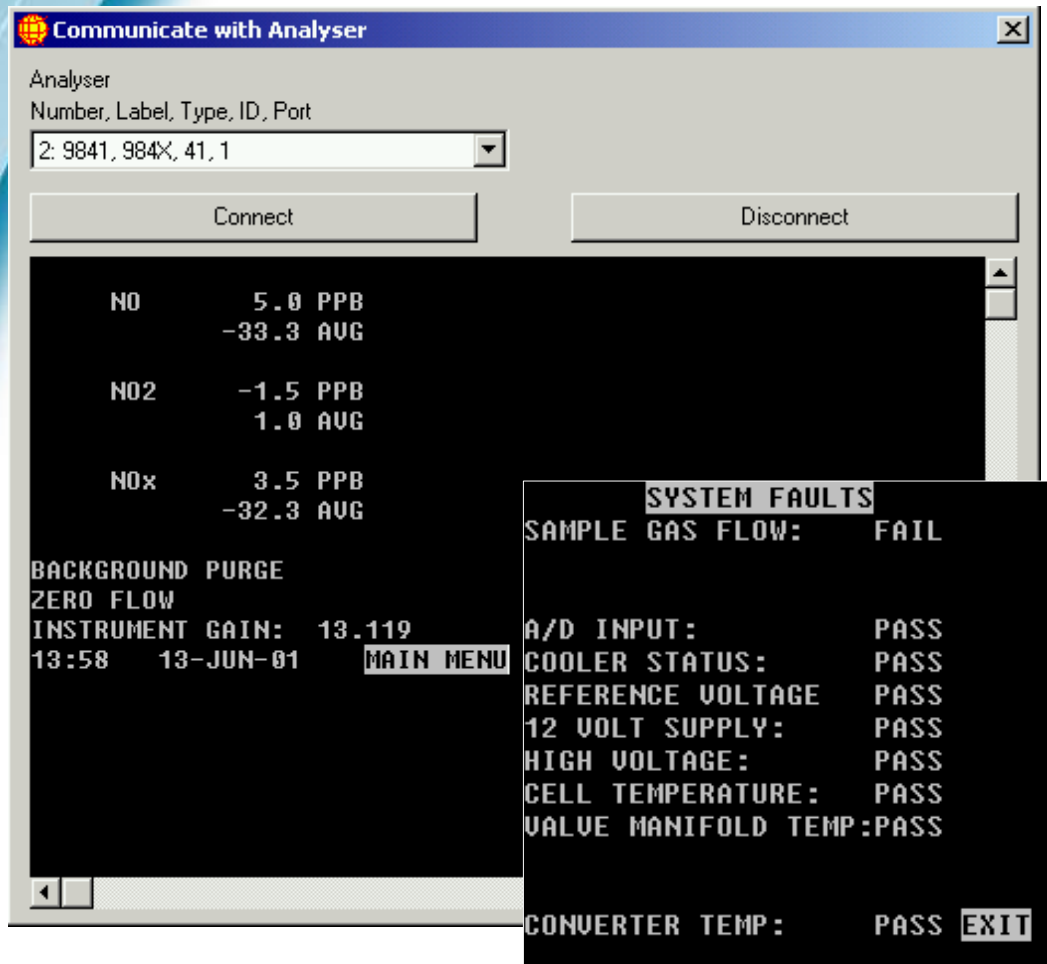 Communicate with Analyser
Analyser
Number, Label, Type, ID, Port
2: 9841, 984X, 41, 1
Connect
Disconnect
NO 5.0 PPB
-33.3 AVG
NO2 -1.5 PPB
1.0 AVG
NOx 3.5 PPB
-32.3 AVG
BACKGROUND PURGE
ZERO FLOW
INSTRUMENT GAIN: 13.119
13:58 13-JUN-01 MAIN MENU
SYSTEM FAULTS
SAMPLE GAS FLOW: FAIL
A/D INPUT: PASS
COOLER STATUS: PASS
REFERENCE VOLTAGE PASS
12 VOLT SUPPLY: PASS
HIGH VOLTAGE: PASS
CELL TEMPERATURE: PASS
VALVE MANIFOLD TEMP:PASS
CONVERTER TEMP: PASS EXIT